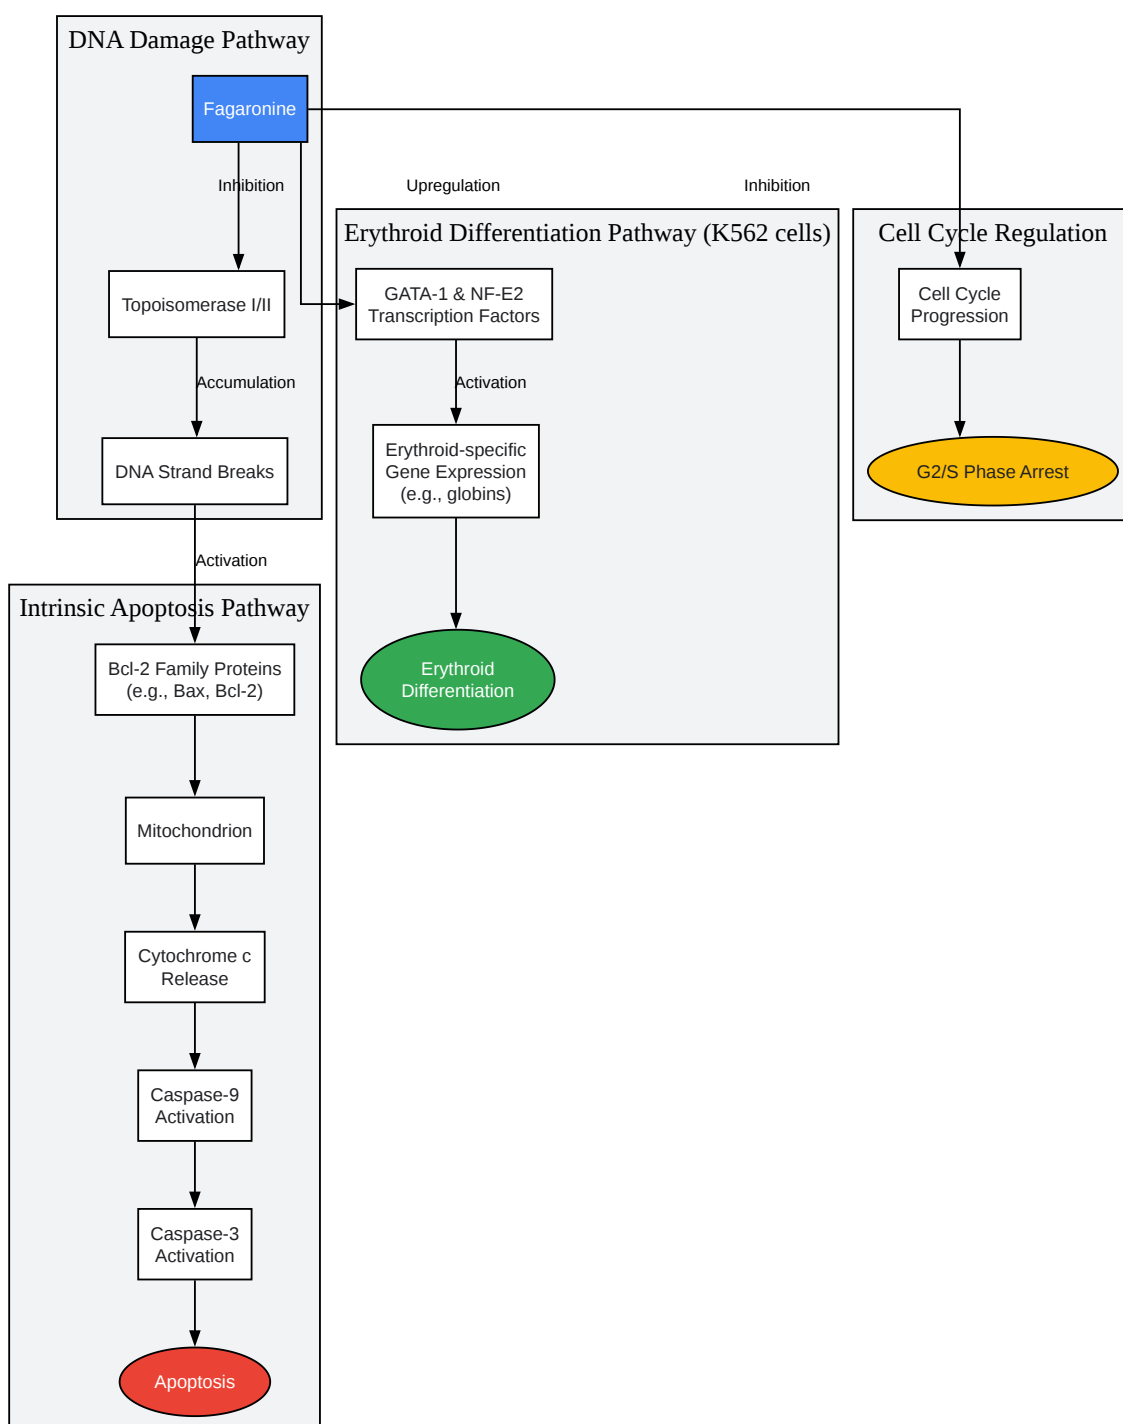 DNA Damage Pathway
Fagaronine
Inhibition
Upregulation
Inhibition
Topoisomerase I/II
Accumulation
DNA Strand Breaks
Activation
Erythroid Differentiation Pathway (K562 cells)
GATA-1 & NF-E2
Transcription Factors
Activation
Erythroid-specific
Gene Expression
(e.g., globins)
Erythroid
Differentiation
Cell Cycle Regulation
Cell Cycle
Progression
G2/S Phase Arrest
Intrinsic Apoptosis Pathway
Bcl-2 Family Proteins
(e.g., Bax, Bcl-2)
Mitochondrion
Cytochrome c
Release
Caspase-9
Activation
Caspase-3
Activation
Apoptosis